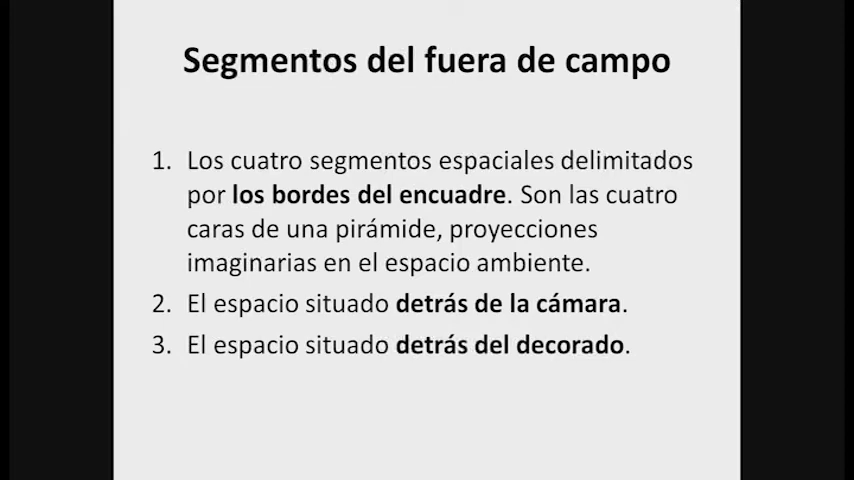 Segmentos del fuera de campo
1. Los cuatro segmentos espaciales delimitados
por los bordes del encuadre. Son las cuatro
caras de una pirámide, proyecciones
imaginarias en el espacio ambiente.
2. El espacio situado detrás de la cámara.
3. El espacio situado detrás del decorado.